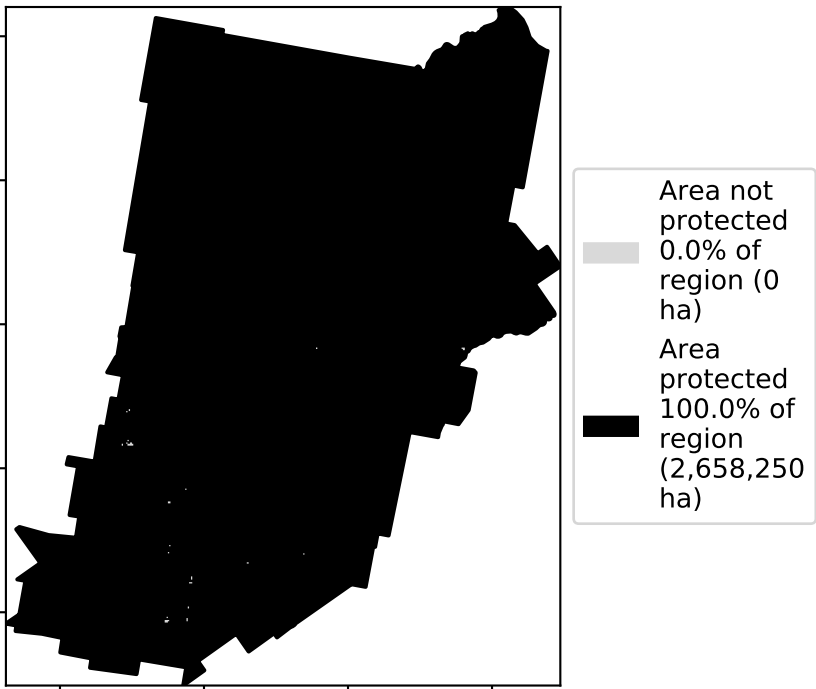 Area not
protected
0.0% of
region (0
ha)
Area
protected
100.0% of
region
(2,658,250
ha)